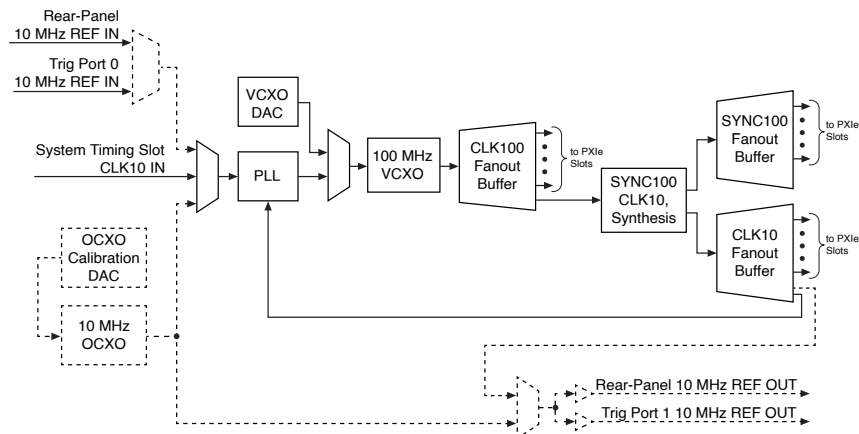 Rear-Panel
10 MHz REF IN
Trig Port 0
10 MHz REF IN
System Timing Slot
CLK10 IN
VCXO
DAC
PLL
100 MHz
VCXO
CLK100
Fanout
Buffer
to PXIe
Slots
SYNC100
CLK10,
Synthesis
SYNC100
Fanout
Buffer
to PXIe
Slots
CLK10
Fanout
Buffer
to PXIe
Slots
OCXO
Calibration
DAC
10 MHz
OCXO
Rear-Panel 10 MHz REF OUT
Trig Port 1 10 MHz REF OUT